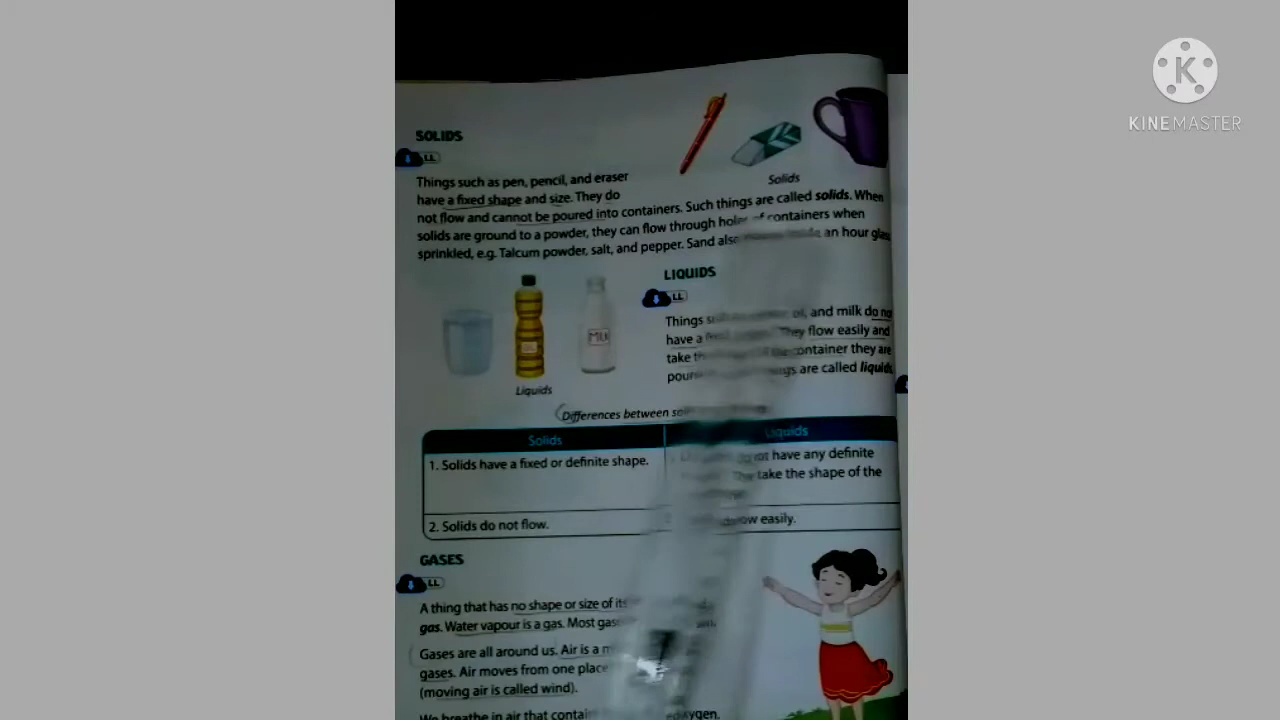 KINEMASTER
SOLIDS
LL
Things such as pen, pencil, and eraser
have a fixed shape and size. They do
Solids
not flow and cannot be poured into containers. Such things are called solids. When
solids are ground to a powder, they can flow through holes of containers when
sprinkled, e.g. Talcum powder, salt, and pepper. Sand also an hour glass
LIQUIDS
LL
Things oil, and milk do not
have a They flow easily and
take the container they are
are called liquids
MILK
OIL
Liquids
Differences between
Solids Liquids
1. Solids have a fixed or definite shape. not have any definite
take the shape of the
2. Solids do not flow. flow easily.
GASES
LL
A thing that has no shape or size of its
gas. Water vapour is a gas. Most
Gases are all around us. Air is a
gases. Air moves from one place
(moving air is called wind).
We breathe in air that contain oxygen.